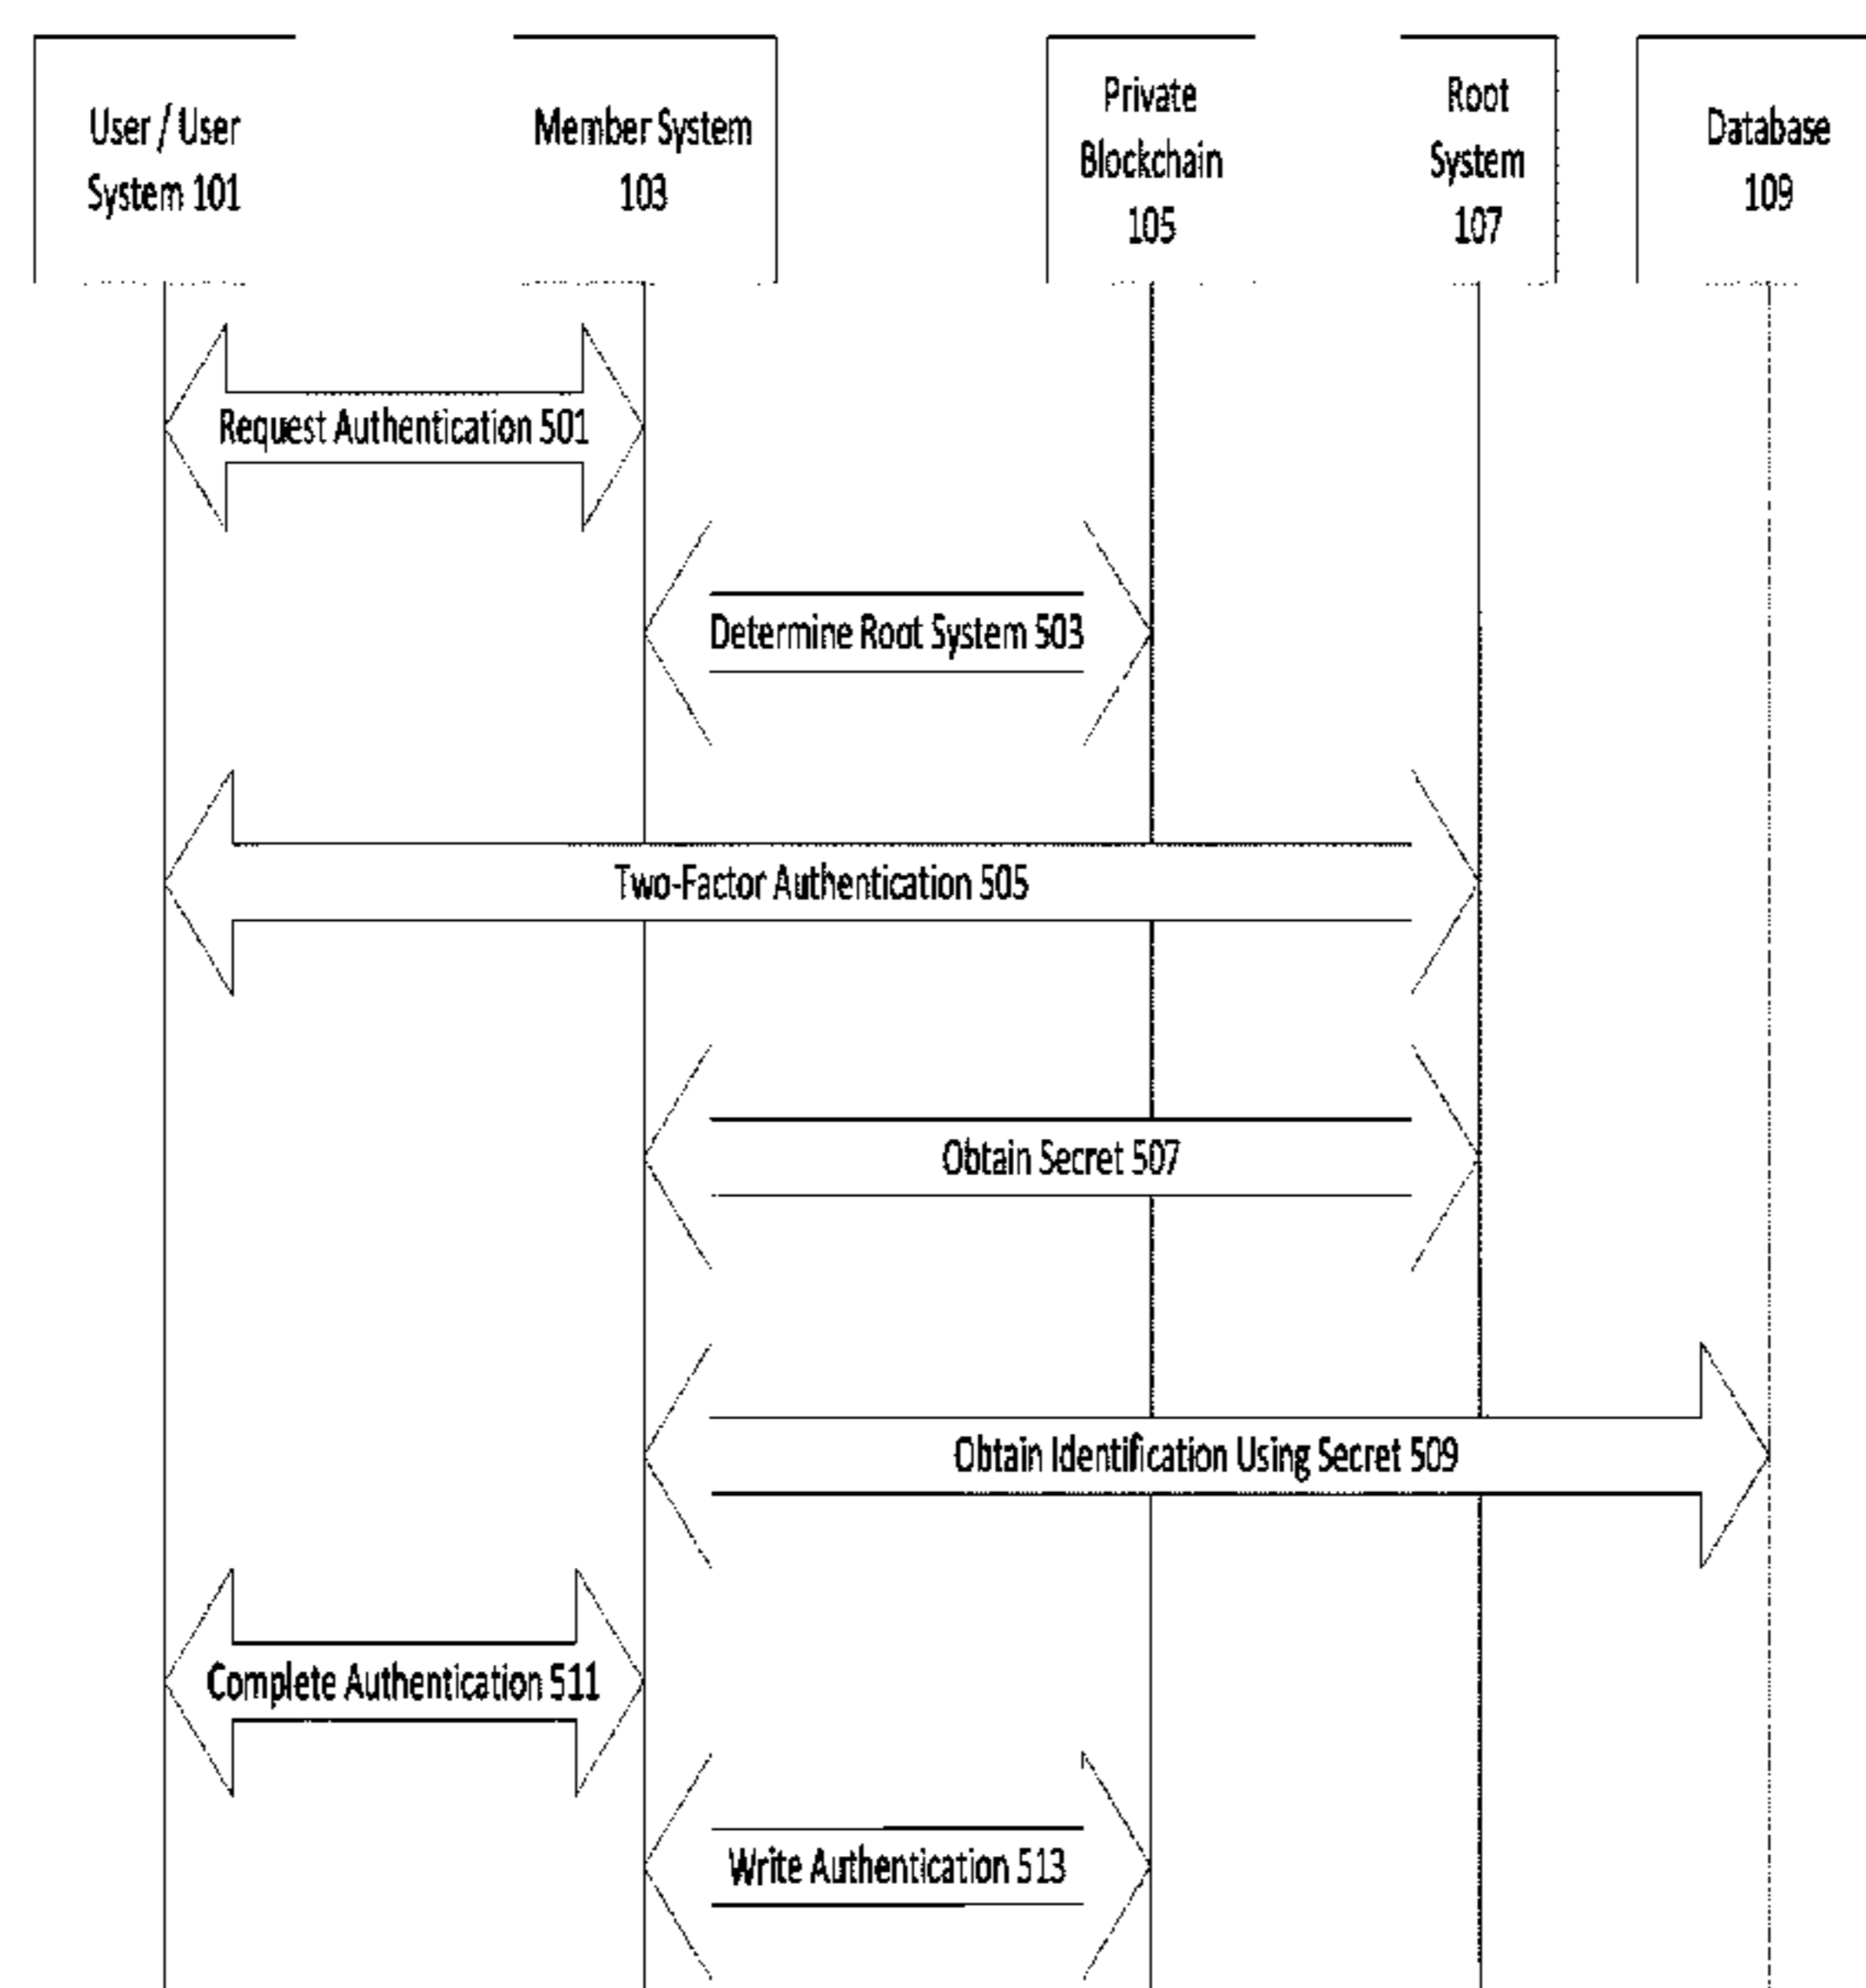 User / User
System 101
Member System
103
Private
Blockchain
105
Root
System
107
Database
109
Request Authentication 501
Determine Root System 503
Two-Factor Authentication 505
Obtain Secret 507
Obtain Identification Using Secret 509
Complete Authentication 511
Write Authentication 513